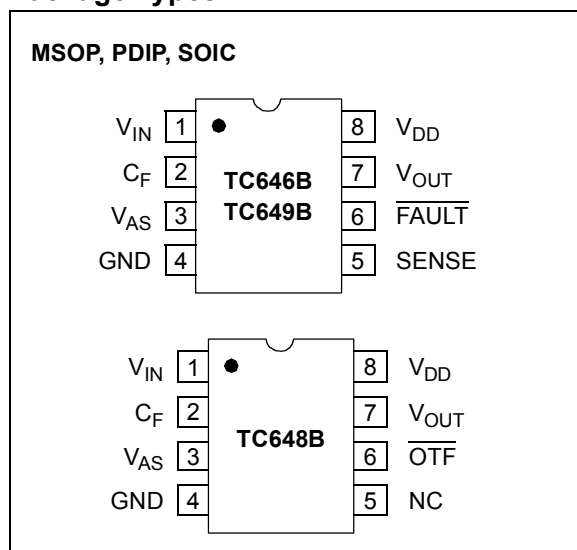 MSOP, PDIP, SOIC
VIN 1 8 VDD
CF 2 TC646B 7 VOUT
TC649B
VAS 3 6 FAULT
GND 4 5 SENSE
VIN 1 8 VDD
CF 2 7 VOUT
TC648B
VAS 3 6 OTF
GND 4 5 NC